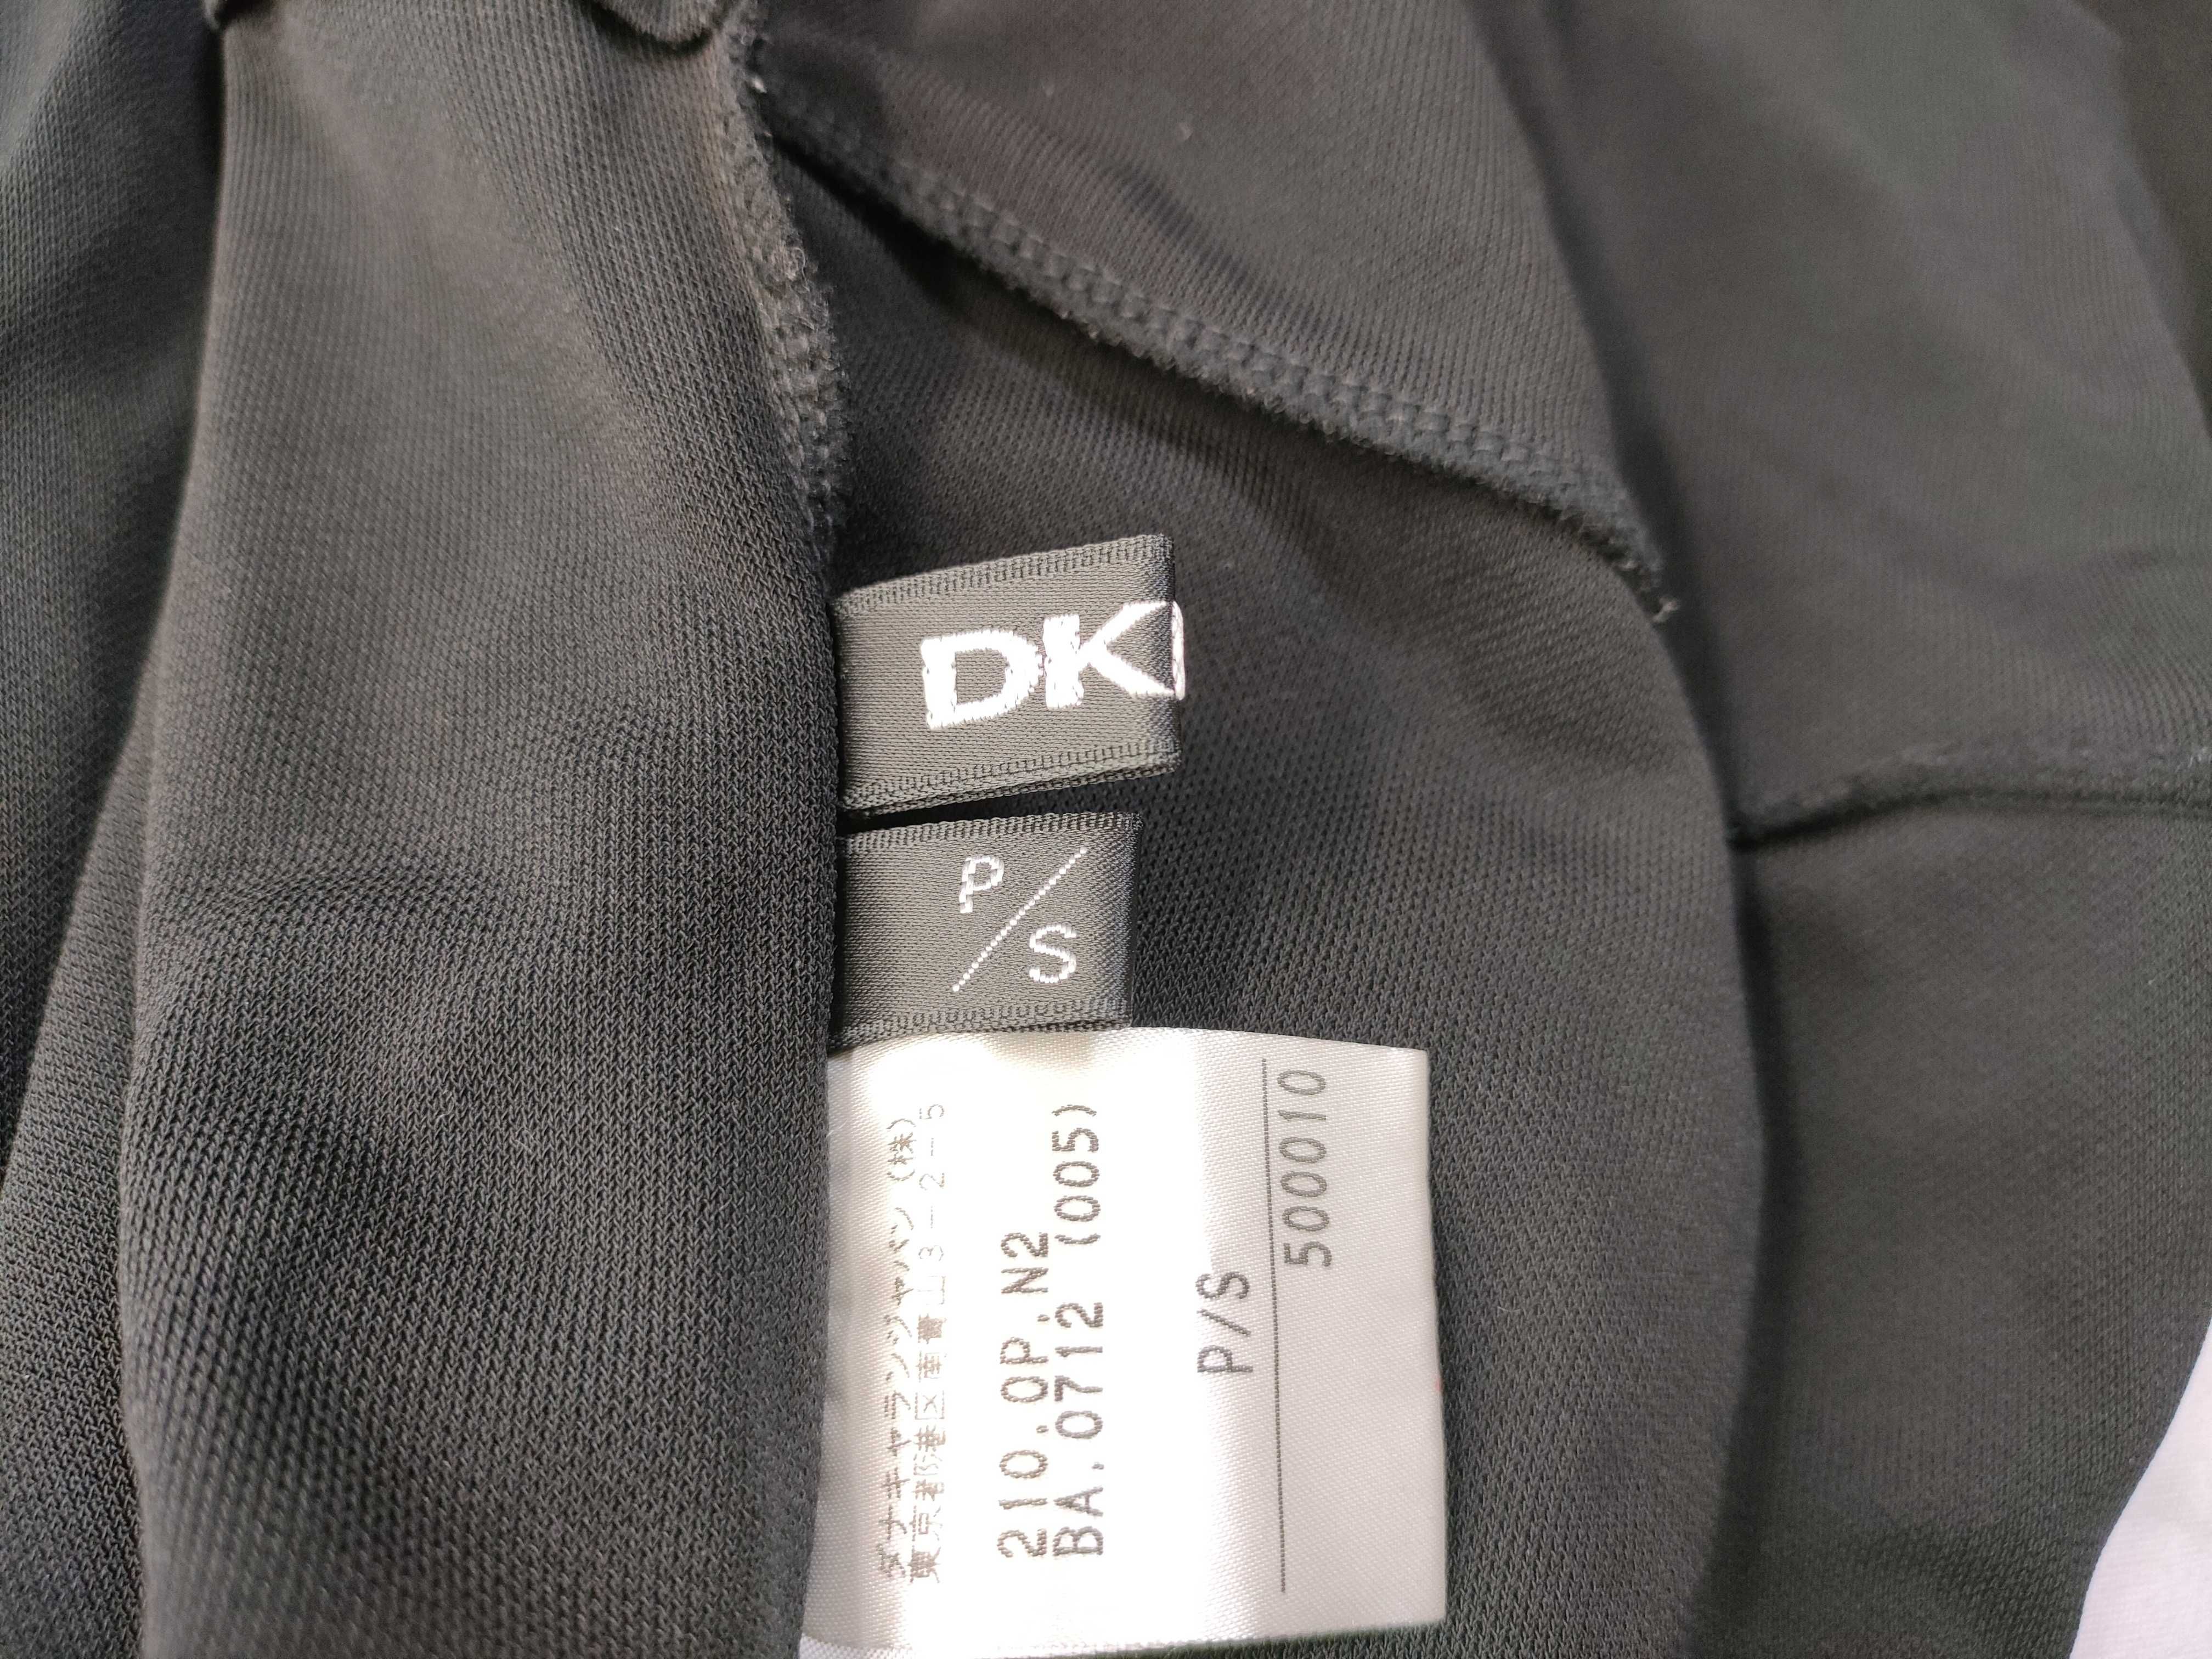 DK
P/S
ダナキャランジャパン(株)
東京都港区南青山3-2-5
210.OP.N2
BA.0712 (005)
P/S
500010